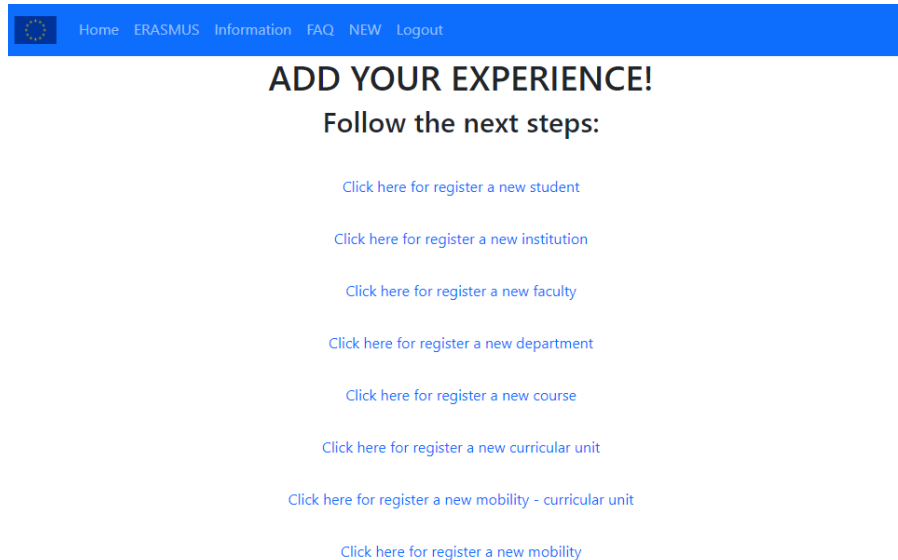 Home ERASMUS Information FAQ NEW Logout
ADD YOUR EXPERIENCE!
Follow the next steps:
Click here for register a new student
Click here for register a new institution
Click here for register a new faculty
Click here for register a new department
Click here for register a new course
Click here for register a new curricular unit
Click here for register a new mobility - curricular unit
Click here for register a new mobility